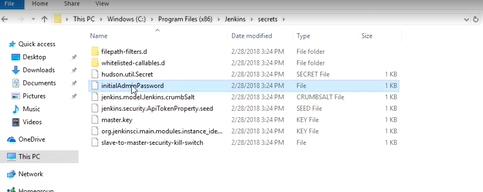 File Home Share View
This PC > Windows (C:) > Program Files (x86) > Jenkins > secrets >
Name Date modified Type Size
Quick access
Desktop
Downloads
Documents
Pictures
Music
Videos
OneDrive
This PC
Network
Homegroup
filepath-filters.d 2/28/2018 3:24 PM File folder
whitelisted-callables.d 2/28/2018 3:24 PM File folder
hudson.util.Secret 2/28/2018 3:24 PM SECRET File 1 KB
initialAdminPassword 2/28/2018 3:24 PM File 1 KB
jenkins.model.Jenkins.crumbSalt 2/28/2018 3:24 PM CRUMBSALT File 1 KB
jenkins.security.ApiTokenProperty.seed 2/28/2018 3:24 PM SEED File 1 KB
master.key 2/28/2018 3:24 PM KEY File 1 KB
org.jenkinsci.main.modules.instance_ide... 2/28/2018 3:24 PM KEY File 1 KB
slave-to-master-security-kill-switch 2/28/2018 3:24 PM File 1 KB